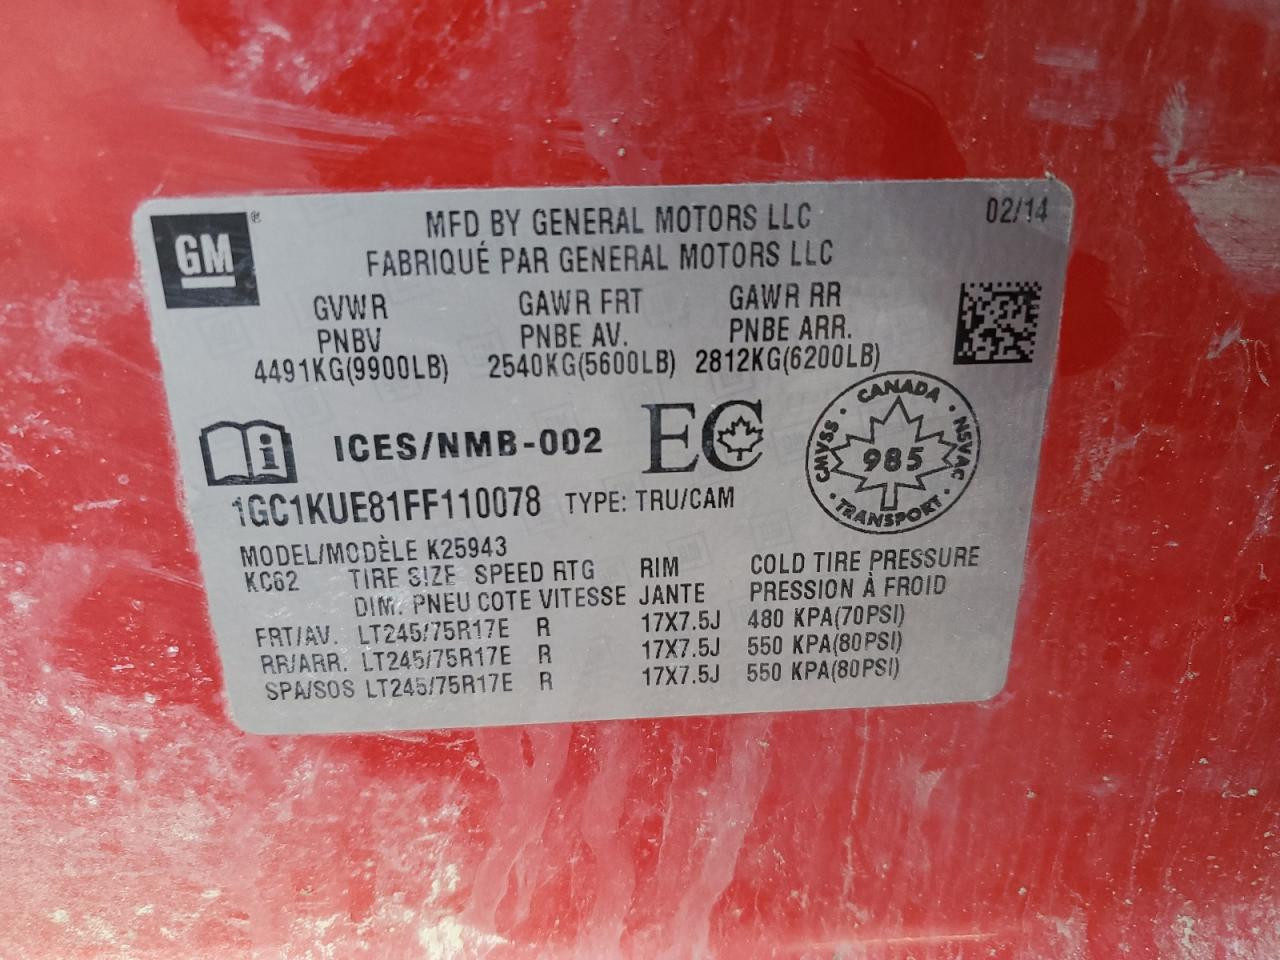 GM ®
MFD BY GENERAL MOTORS LLC
02/14
FABRIQUÉ PAR GENERAL MOTORS LLC
GVWR GAWR FRT GAWR RR
PNBV PNBE AV. PNBE ARR.
4491KG(9900LB) 2540KG(5600LB) 2812KG(6200LB)
ICES/NMB-002 EC
CANADA
CMVSS 985 NSVAC
TRANSPORT
1GC1KUE81FF110078 TYPE: TRU/CAM
MODEL/MODÈLE K25943
KC62 TIRE SIZE SPEED RTG RIM COLD TIRE PRESSURE
DIM. PNEU COTE VITESSE JANTE PRESSION À FROID
FRT/AV. LT245/75R17E R 17X7.5J 480 KPA(70PSI)
RR/ARR. LT245/75R17E R 17X7.5J 550 KPA(80PSI)
SPA/SOS LT245/75R17E R 17X7.5J 550 KPA(80PSI)